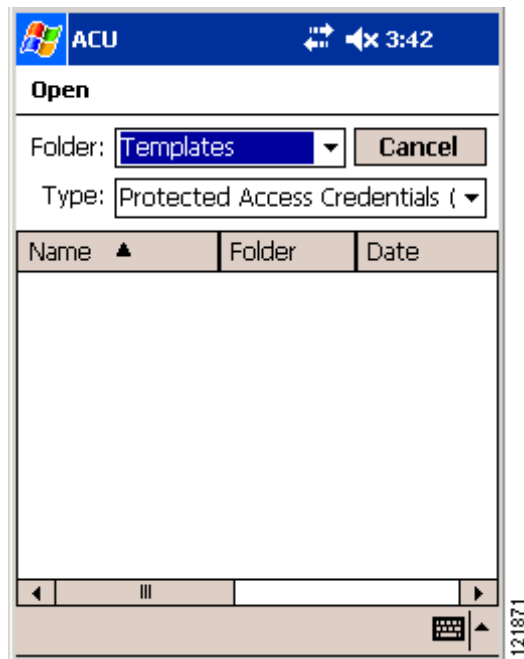 ACU 3:42
Open
Folder: Templates Cancel
Type: Protected Access Credentials (
Name Folder Date
121871